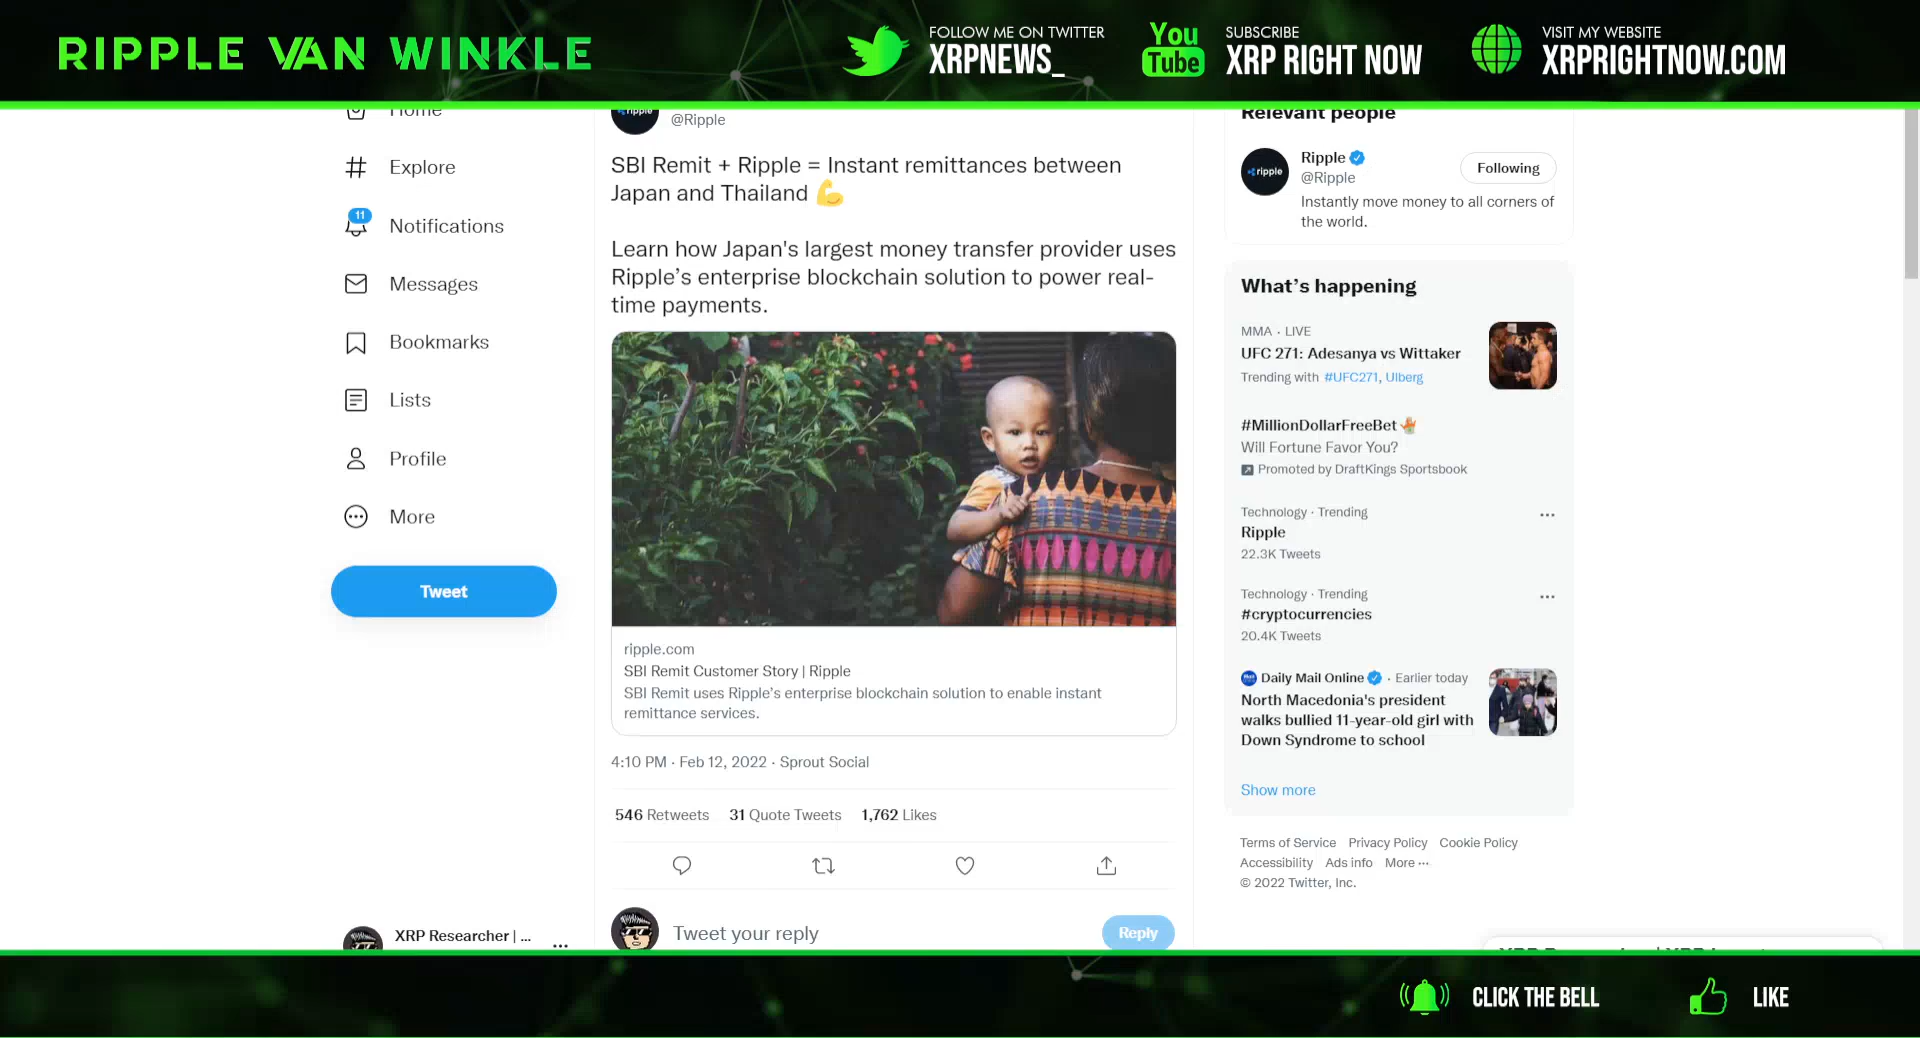 RIPPLE VAN WINKLE
FOLLOW ME ON TWITTER
XRPNEWS_
You
Tube
SUBSCRIBE
XRP RIGHT NOW
VISIT MY WEBSITE
XRPRIGHTNOW.COM
Home
Explore
11
Notifications
Messages
Bookmarks
Lists
Profile
More
Tweet
XRP Researcher | ...
ripple
@Ripple
SBI Remit + Ripple = Instant remittances between
Japan and Thailand 💪
Learn how Japan's largest money transfer provider uses
Ripple’s enterprise blockchain solution to power real-
time payments.
ripple.com
SBI Remit Customer Story | Ripple
SBI Remit uses Ripple’s enterprise blockchain solution to enable instant
remittance services.
4:10 PM · Feb 12, 2022 · Sprout Social
546 Retweets 31 Quote Tweets 1,762 Likes
Tweet your reply
Reply
Relevant people
ripple
Ripple
@Ripple
Following
Instantly move money to all corners of
the world.
What’s happening
MMA · LIVE
UFC 271: Adesanya vs Wittaker
Trending with #UFC271, Ulberg
#MillionDollarFreeBet
Will Fortune Favor You?
Promoted by DraftKings Sportsbook
Technology · Trending
Ripple
22.3K Tweets
Technology · Trending
#cryptocurrencies
20.4K Tweets
Daily Mail Online · Earlier today
North Macedonia's president
walks bullied 11-year-old girl with
Down Syndrome to school
Show more
Terms of Service Privacy Policy Cookie Policy
Accessibility Ads info More ···
© 2022 Twitter, Inc.
CLICK THE BELL
LIKE